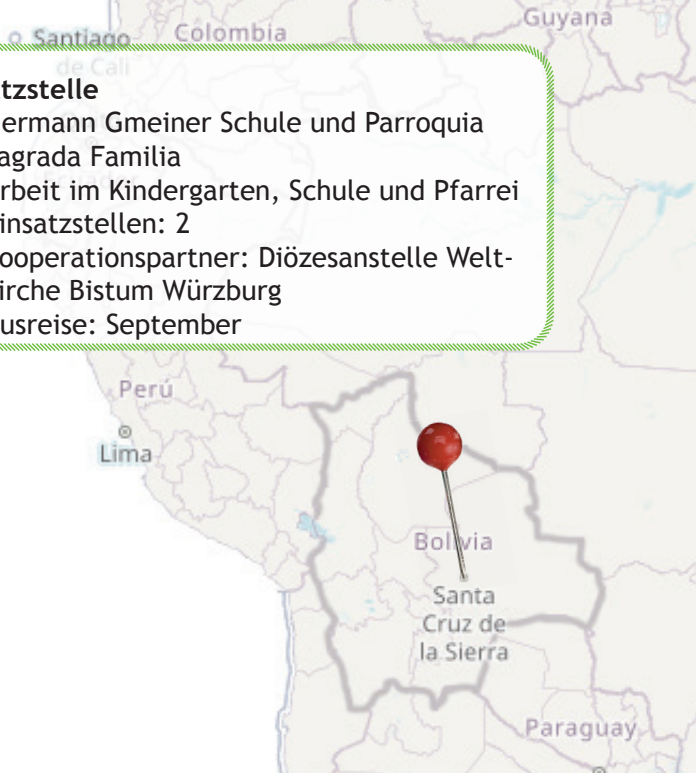 Guyana
Colombia
Santiago
de Cali
tzstelle
ermann Gmeiner Schule und Parroquia
agrada Familia
rbeit im Kindergarten, Schule und Pfarrei
insatzstellen: 2
ooperationspartner: Diözesanstelle Welt-
irche Bistum Würzburg
usreise: September
Perú
Lima
Bolivia
Santa
Cruz de
la Sierra
Paraguay